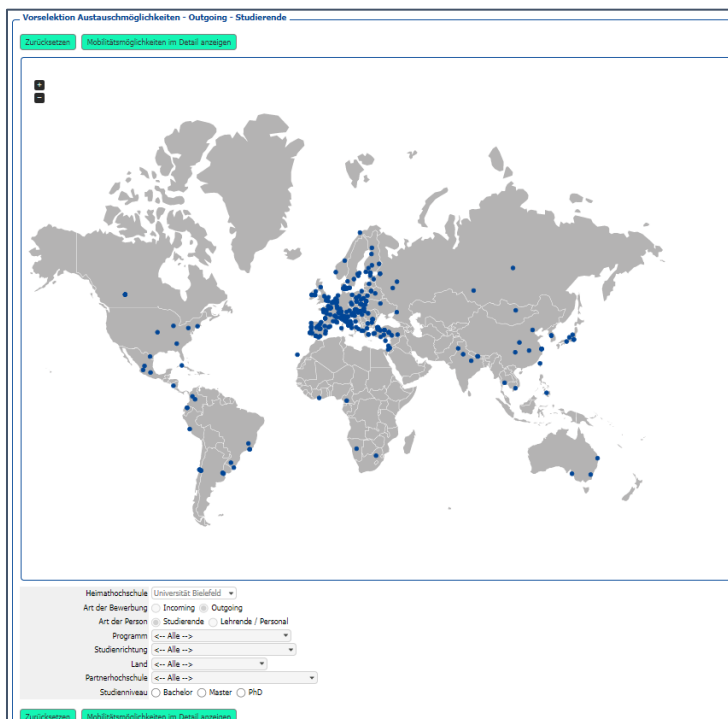 Vorselektion Austauschmöglichkeiten - Outgoing - Studierende
Zurücksetzen Mobilitätsmöglichkeiten im Detail anzeigen
+
−
Heimathochschule Universität Bielefeld
Art der Bewerbung Incoming Outgoing
Art der Person Studierende Lehrende / Personal
Programm <-- Alle -->
Studienrichtung <-- Alle -->
Land <-- Alle -->
Partnerhochschule <-- Alle -->
Studienniveau Bachelor Master PhD
Zurücksetzen Mobilitätsmöglichkeiten im Detail anzeigen